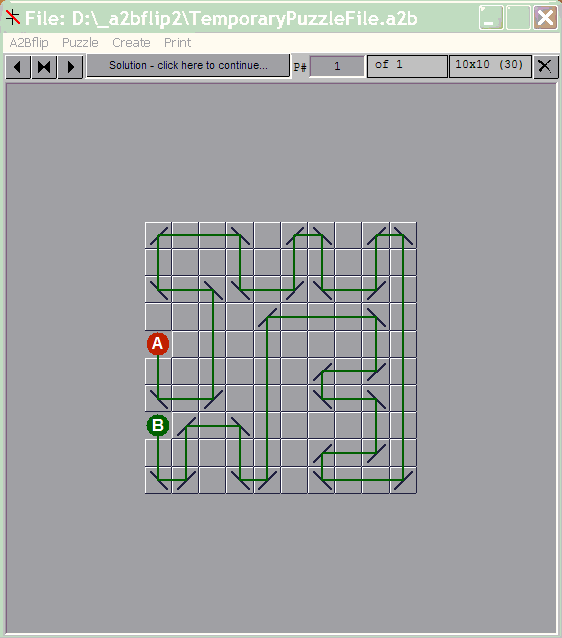 File: D:\_a2bflip2\TemporaryPuzzleFile.a2b
A2Bflip Puzzle Create Print
Solution - click here to continue... P# 1 of 1 10x10 (30)
A
B